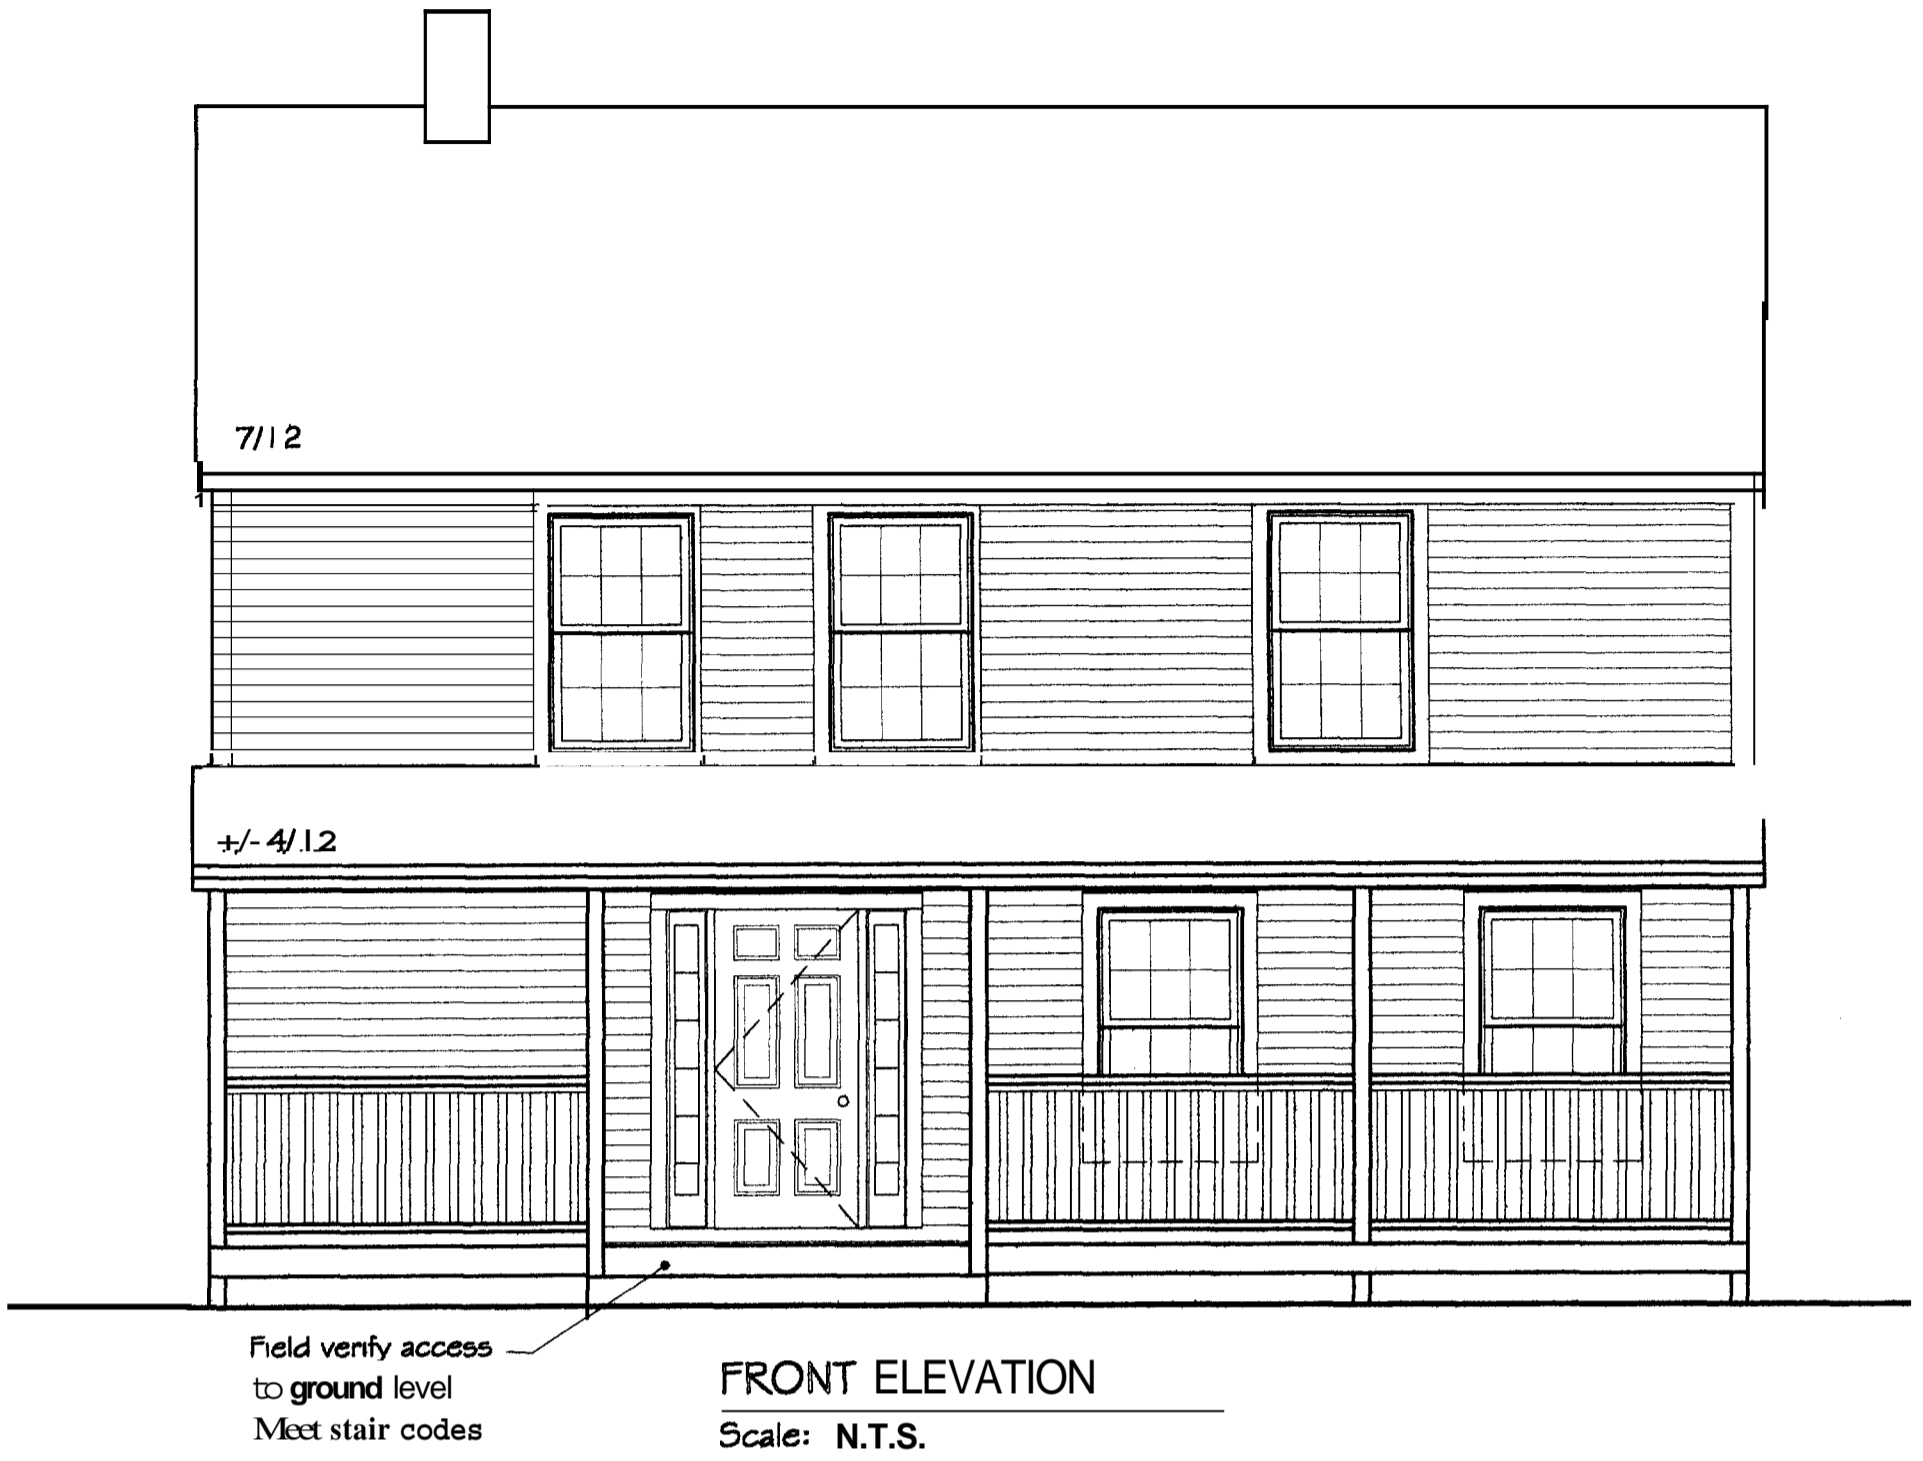 7/12
+/- 4/12
Field verify access
to ground level
Meet stair codes
FRONT ELEVATION
Scale: N.T.S.